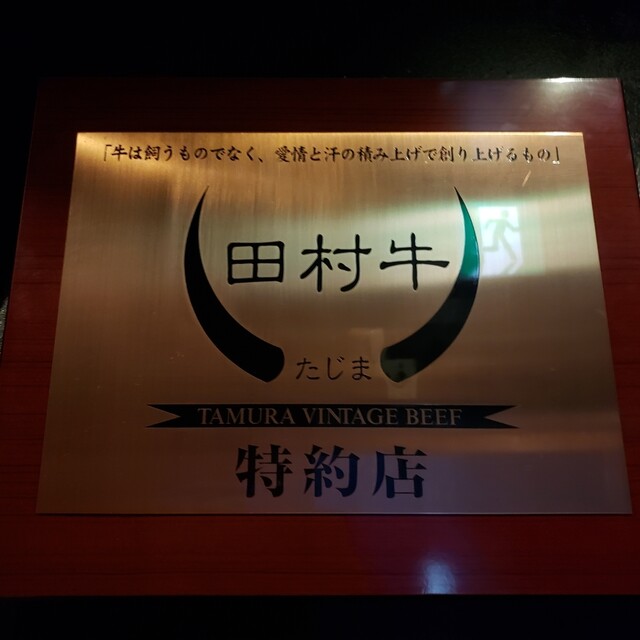 「牛は飼うものでなく、愛情と汗の積み上げで創り上げるもの」
田村牛
たじま
TAMURA VINTAGE BEEF
特約店